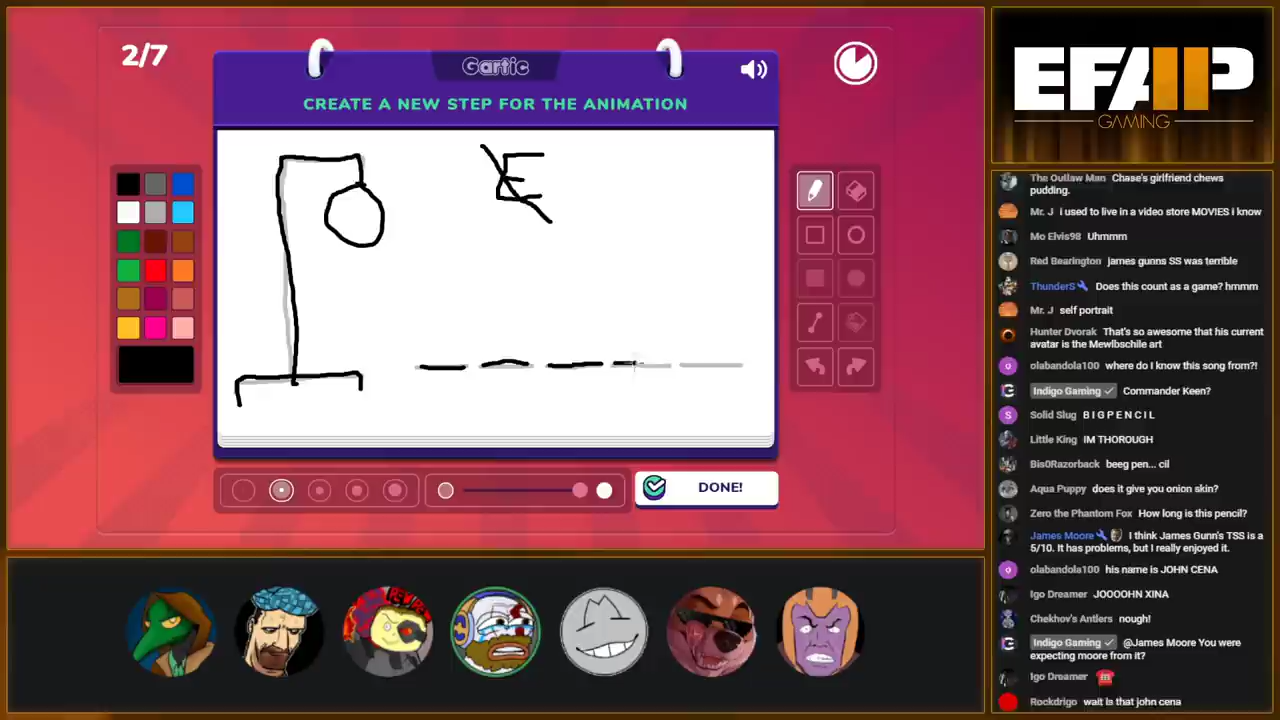 2/7
Gartic
CREATE A NEW STEP FOR THE ANIMATION
E
DONE!
EFAP
GAMING
The Outlaw Man Chase's girlfriend chews
pudding.
Mr. J i used to live in a video store MOVIES i know
Mo Elvis98 Uhmmm
Red Bearington james gunns SS was terrible
ThunderS Does this count as a game? hmmm
Mr. J self portrait
Hunter Dvorak That's so awesome that his current
avatar is the Mewlbschile art
olabandola100 where do I know this song from?!
Indigo Gaming Commander Keen?
Solid Slug B I G P E N C I L
Little King IM THOROUGH
Bis0Razorback beeg pen... cil
Aqua Puppy does it give you onion skin?
Zero the Phantom Fox How long is this pencil?
James Moore I think James Gunn's TSS is a
5/10. It has problems, but I really enjoyed it.
olabandola100 his name is JOHN CENA
Igo Dreamer JOOOOHN XINA
Chekhov's Antlers nough!
Indigo Gaming @James Moore You were
expecting moore from it?
Igo Dreamer
Rockdrigo wait is that john cena